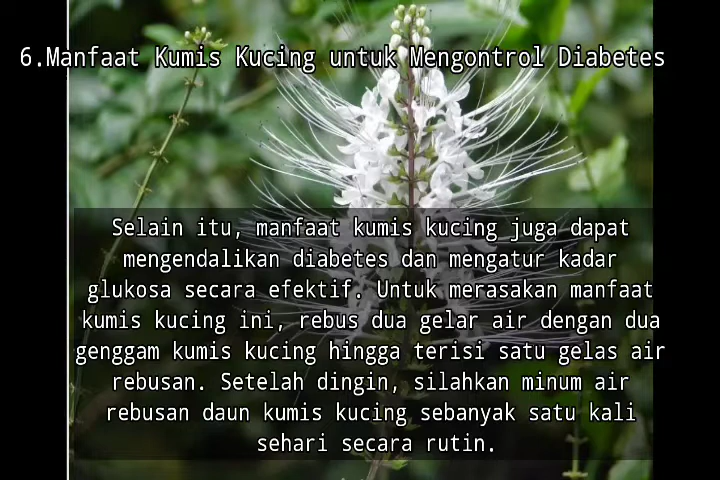 6.Manfaat Kumis Kucing untuk Mengontrol Diabetes
Selain itu, manfaat kumis kucing juga dapat
mengendalikan diabetes dan mengatur kadar
glukosa secara efektif. Untuk merasakan manfaat
kumis kucing ini, rebus dua gelar air dengan dua
genggam kumis kucing hingga terisi satu gelas air
rebusan. Setelah dingin, silahkan minum air
rebusan daun kumis kucing sebanyak satu kali
sehari secara rutin.